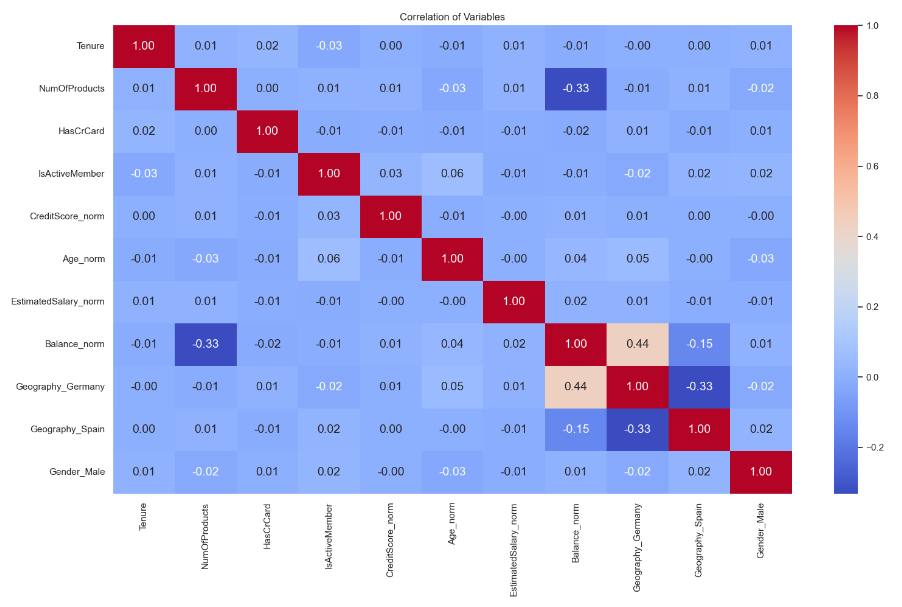 Correlation of Variables
Tenure 1.00 0.01 0.02 -0.03 0.00 -0.01 0.01 -0.01 -0.00 0.00 0.01
NumOfProducts 0.01 1.00 0.00 0.01 0.01 -0.03 0.01 -0.33 -0.01 0.01 -0.02
HasCrCard 0.02 0.00 1.00 -0.01 -0.01 -0.01 -0.01 -0.02 0.01 -0.01 0.01
IsActiveMember -0.03 0.01 -0.01 1.00 0.03 0.06 -0.01 -0.01 -0.02 0.02 0.02
CreditScore_norm 0.00 0.01 -0.01 0.03 1.00 -0.01 -0.00 0.01 0.01 0.00 -0.00
Age_norm -0.01 -0.03 -0.01 0.06 -0.01 1.00 -0.00 0.04 0.05 -0.00 -0.03
EstimatedSalary_norm 0.01 0.01 -0.01 -0.01 -0.00 -0.00 1.00 0.02 0.01 -0.01 -0.01
Balance_norm -0.01 -0.33 -0.02 -0.01 0.01 0.04 0.02 1.00 0.44 -0.15 0.01
Geography_Germany -0.00 -0.01 0.01 -0.02 0.01 0.05 0.01 0.44 1.00 -0.33 -0.02
Geography_Spain 0.00 0.01 -0.01 0.02 0.00 -0.00 -0.01 -0.15 -0.33 1.00 0.02
Gender_Male 0.01 -0.02 0.01 0.02 -0.00 -0.03 -0.01 0.01 -0.02 0.02 1.00
Tenure
NumOfProducts
HasCrCard
IsActiveMember
CreditScore_norm
Age_norm
EstimatedSalary_norm
Balance_norm
Geography_Germany
Geography_Spain
Gender_Male
1.0
0.8
0.6
0.4
0.2
0.0
−0.2